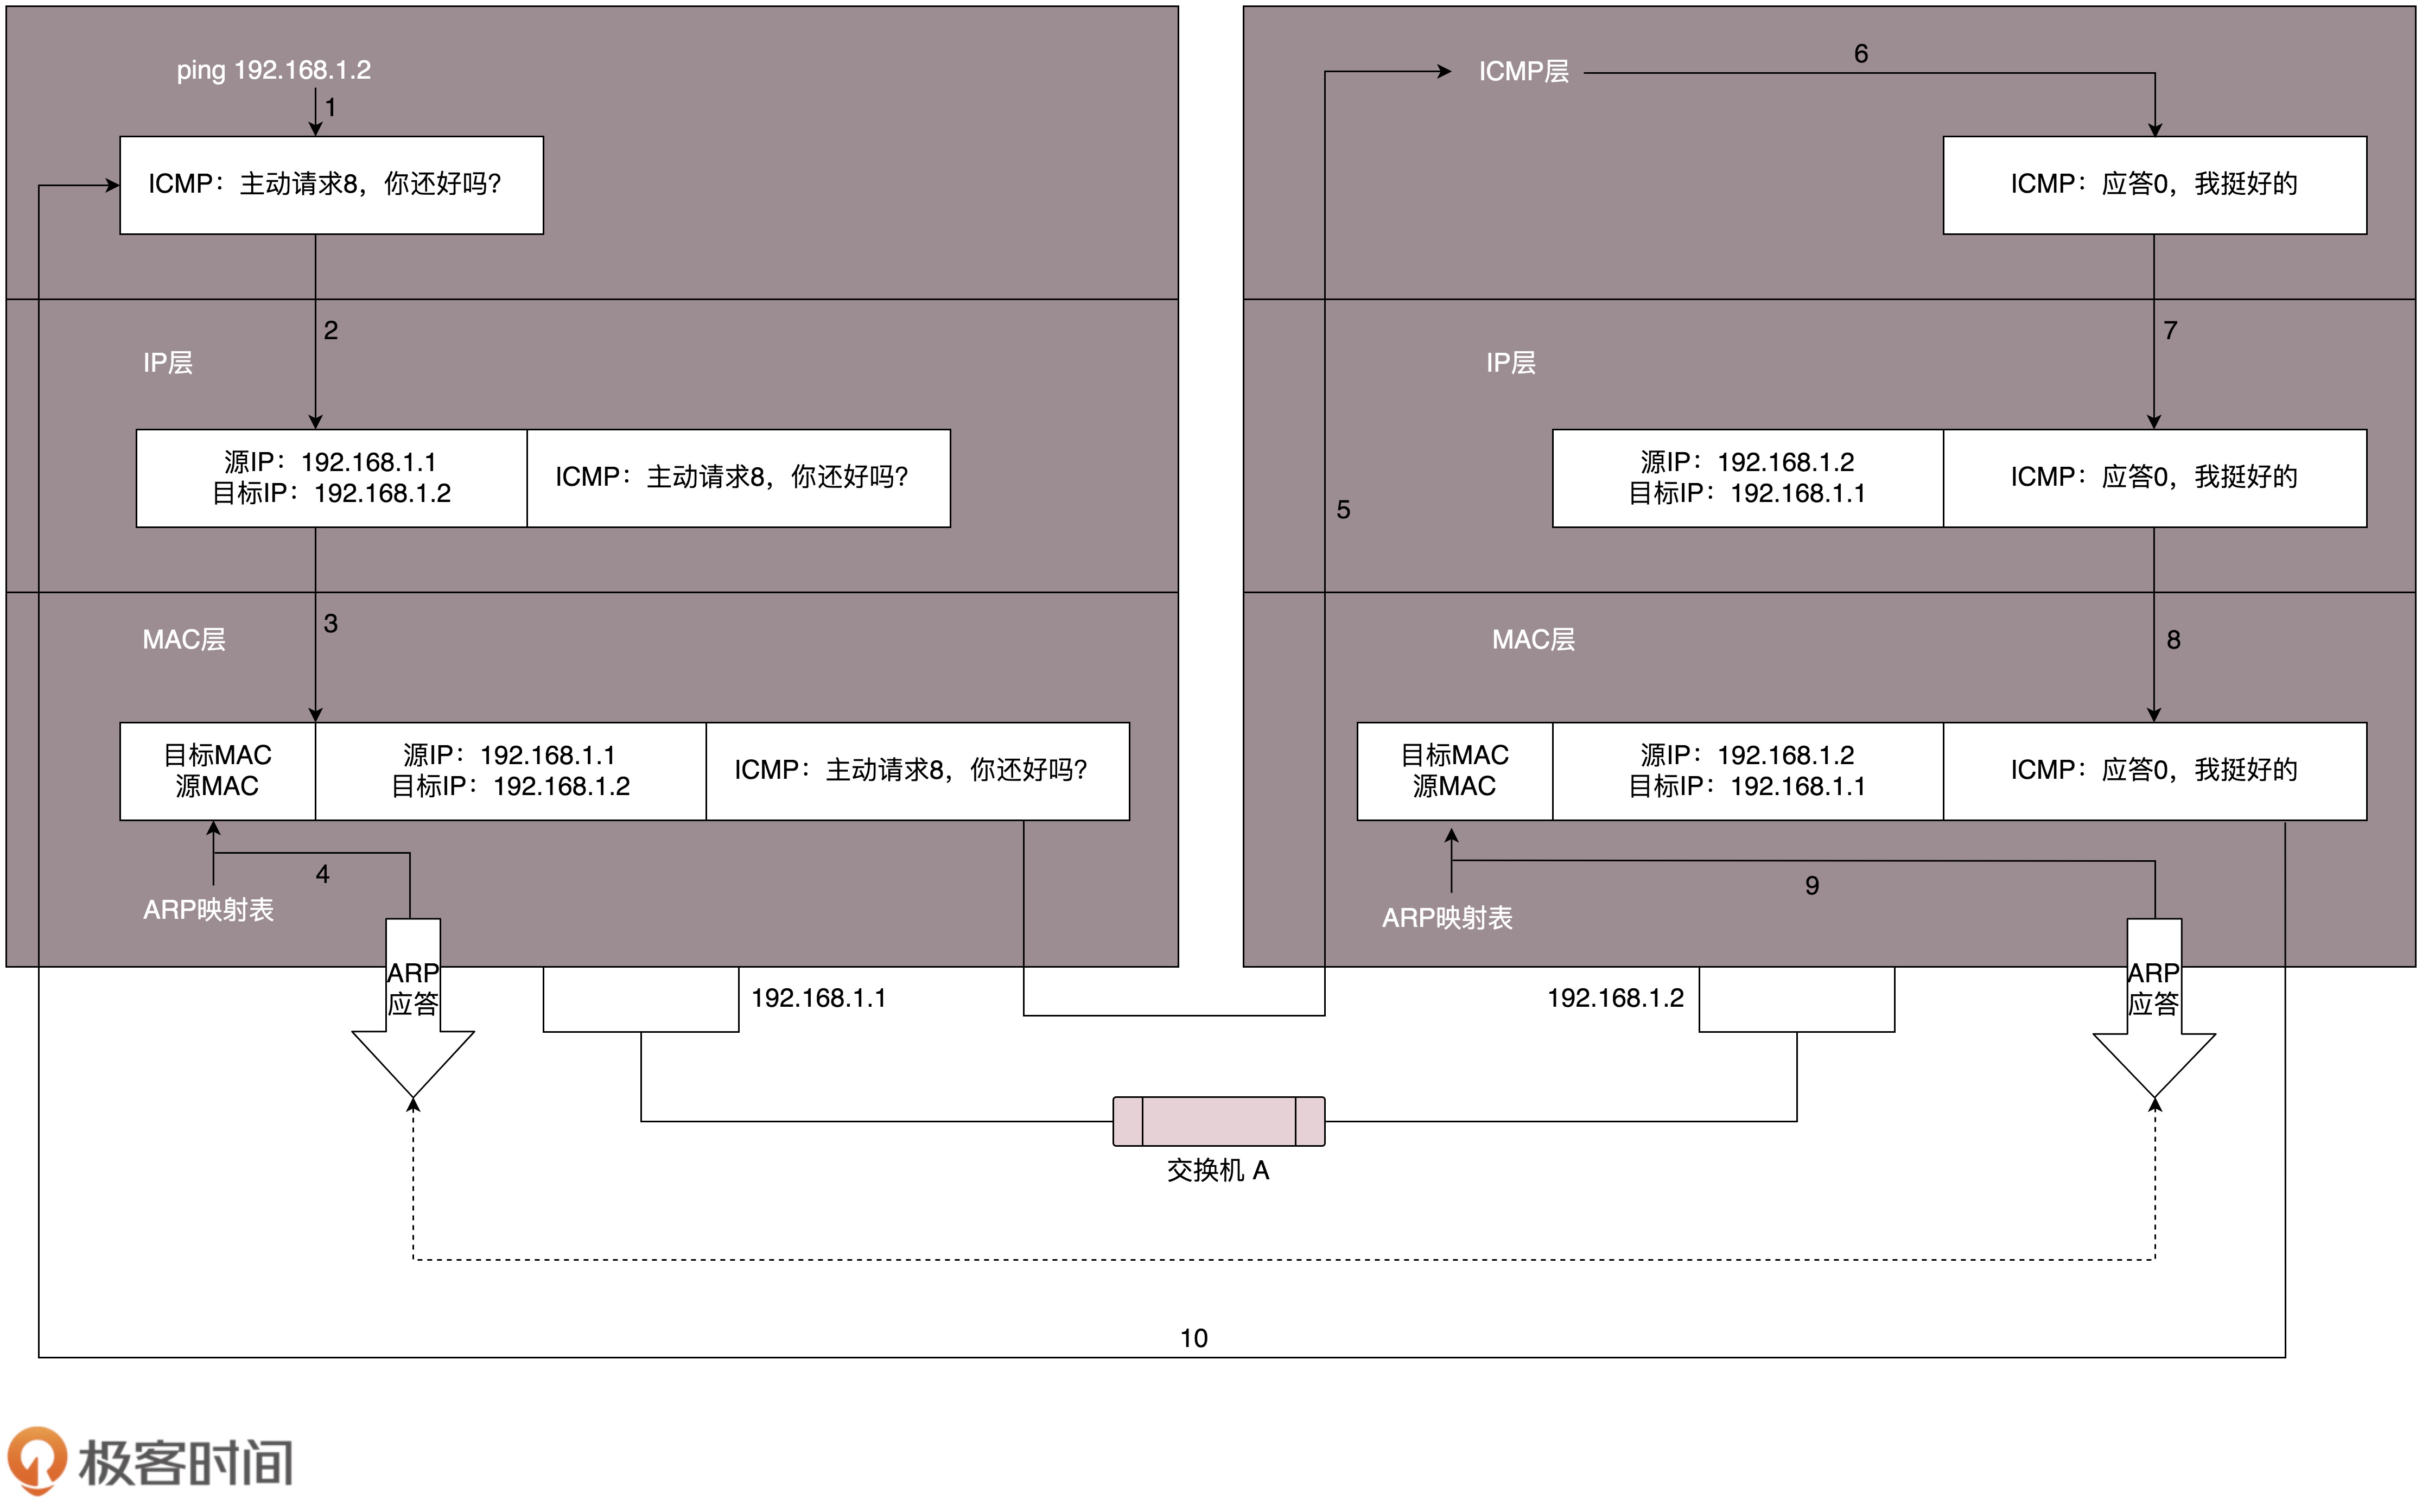 ping 192.168.1.2
1
ICMP：主动请求8，你还好吗？
2
IP层
源IP：192.168.1.1
目标IP：192.168.1.2
ICMP：主动请求8，你还好吗？
3
MAC层
目标MAC
源MAC
源IP：192.168.1.1
目标IP：192.168.1.2
ICMP：主动请求8，你还好吗？
4
ARP映射表
ARP
应答
192.168.1.1
5
ICMP层
6
ICMP：应答0，我挺好的
7
IP层
源IP：192.168.1.2
目标IP：192.168.1.1
ICMP：应答0，我挺好的
8
MAC层
目标MAC
源MAC
源IP：192.168.1.2
目标IP：192.168.1.1
ICMP：应答0，我挺好的
9
ARP映射表
ARP
应答
192.168.1.2
交换机 A
10
极客时间